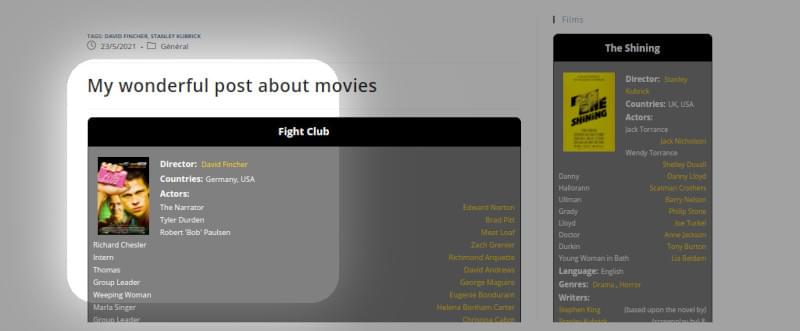 TAGS: DAVID FINCHER, STANLEY KUBRICK
23/5/2021 - Général
My wonderful post about movies
Fight Club
Director: David Fincher
Countries: Germany, USA
Actors:
The Narrator Edward Norton
Tyler Durden Brad Pitt
Robert 'Bob' Paulsen Meat Loaf
Richard Chesler Zach Grenier
Intern Richmond Arquette
Thomas David Andrews
Group Leader George Maguire
Weeping Woman Eugenie Bondurant
Marla Singer Helena Bonham Carter
Group Leader Christina Cabot
Films
The Shining
THE SHiNiNG
Director: Stanley
Kubrick
Countries: UK, USA
Actors:
Jack Torrance
Jack Nicholson
Wendy Torrance
Shelley Duvall
Danny Danny Lloyd
Hallorann Scatman Crothers
Ullman Barry Nelson
Grady Philip Stone
Lloyd Joe Turkel
Doctor Anne Jackson
Durkin Tony Burton
Young Woman in Bath Lia Beldam
Language: English
Genres: Drama , Horror
Writers:
Stephen King (based upon the novel by)
Stanley Kubrick (screenplay by) &